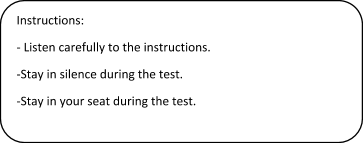 Instructions:
- Listen carefully to the instructions.
-Stay in silence during the test.
-Stay in your seat during the test.